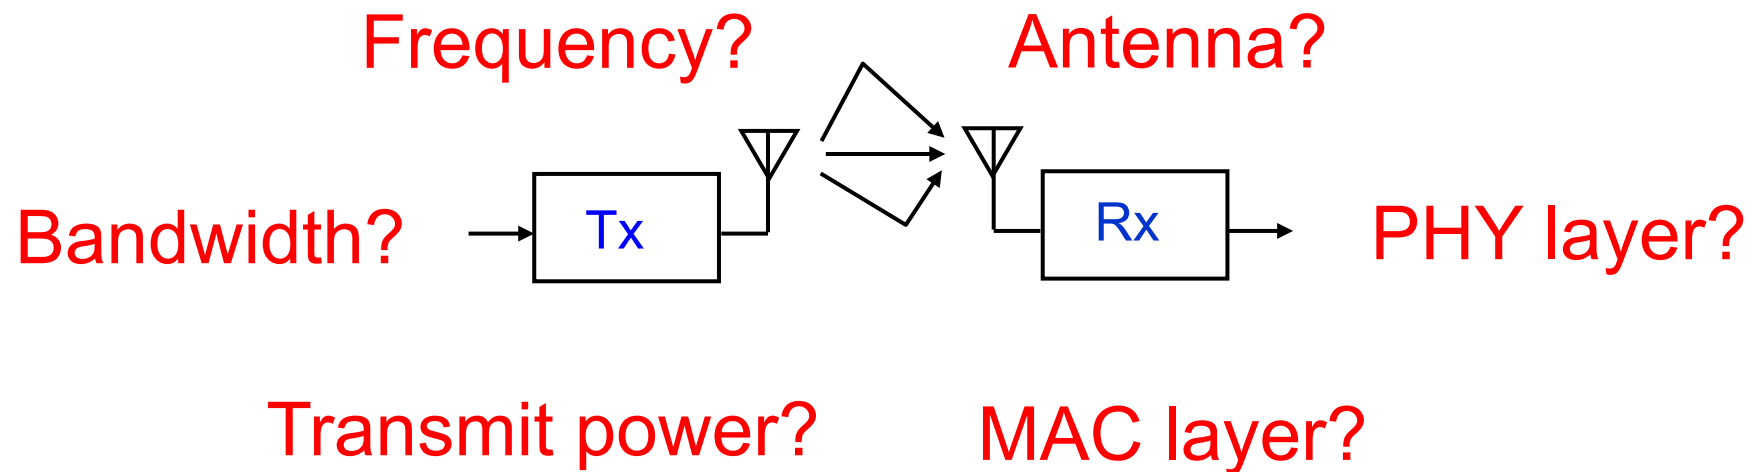 Frequency?
Antenna?
Bandwidth?
Tx
Rx
PHY layer?
Transmit power?
MAC layer?